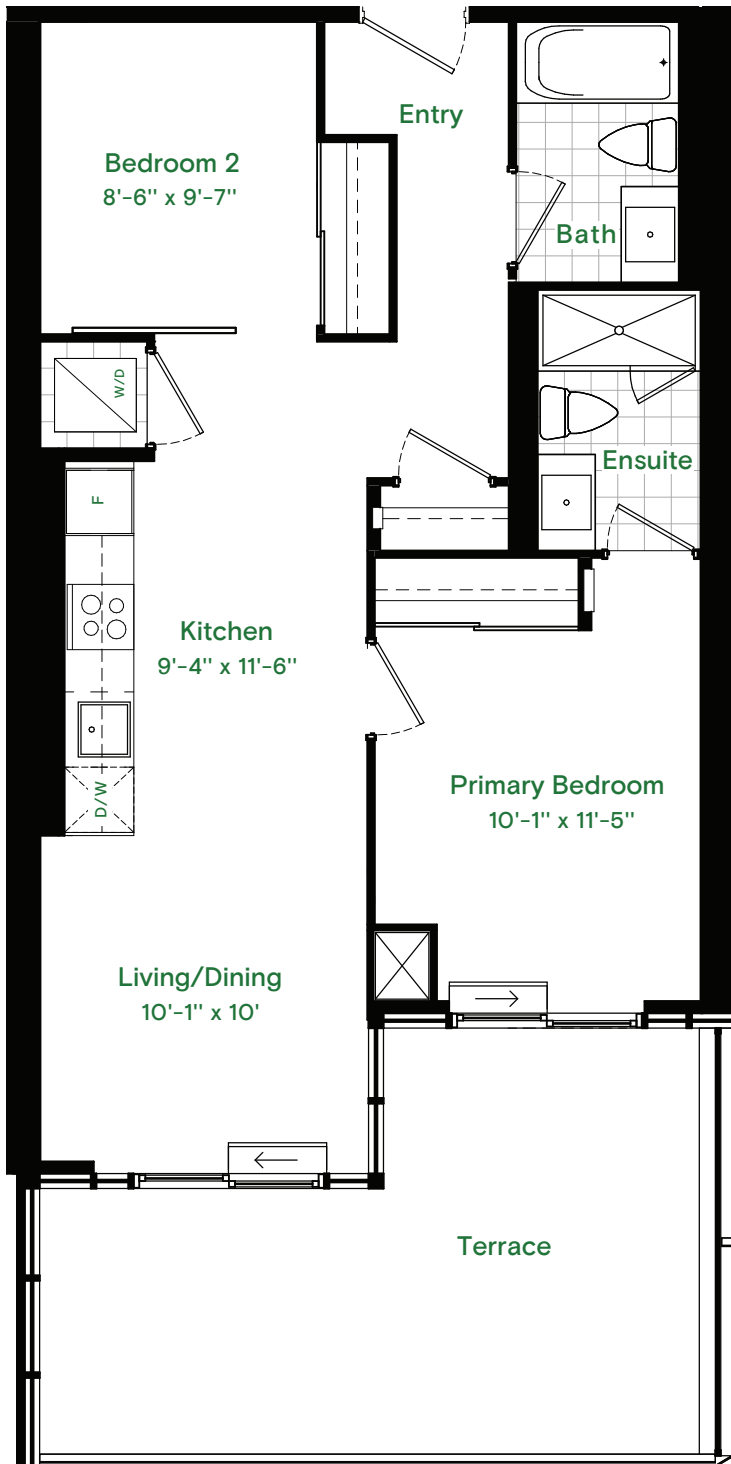 Entry
Bedroom 2
8'-6" x 9'-7"
Bath
W/D
Ensuite
F
Kitchen
9'-4" x 11'-6"
Primary Bedroom
10'-1" x 11'-5"
D/W
Living/Dining
10'-1" x 10'
Terrace